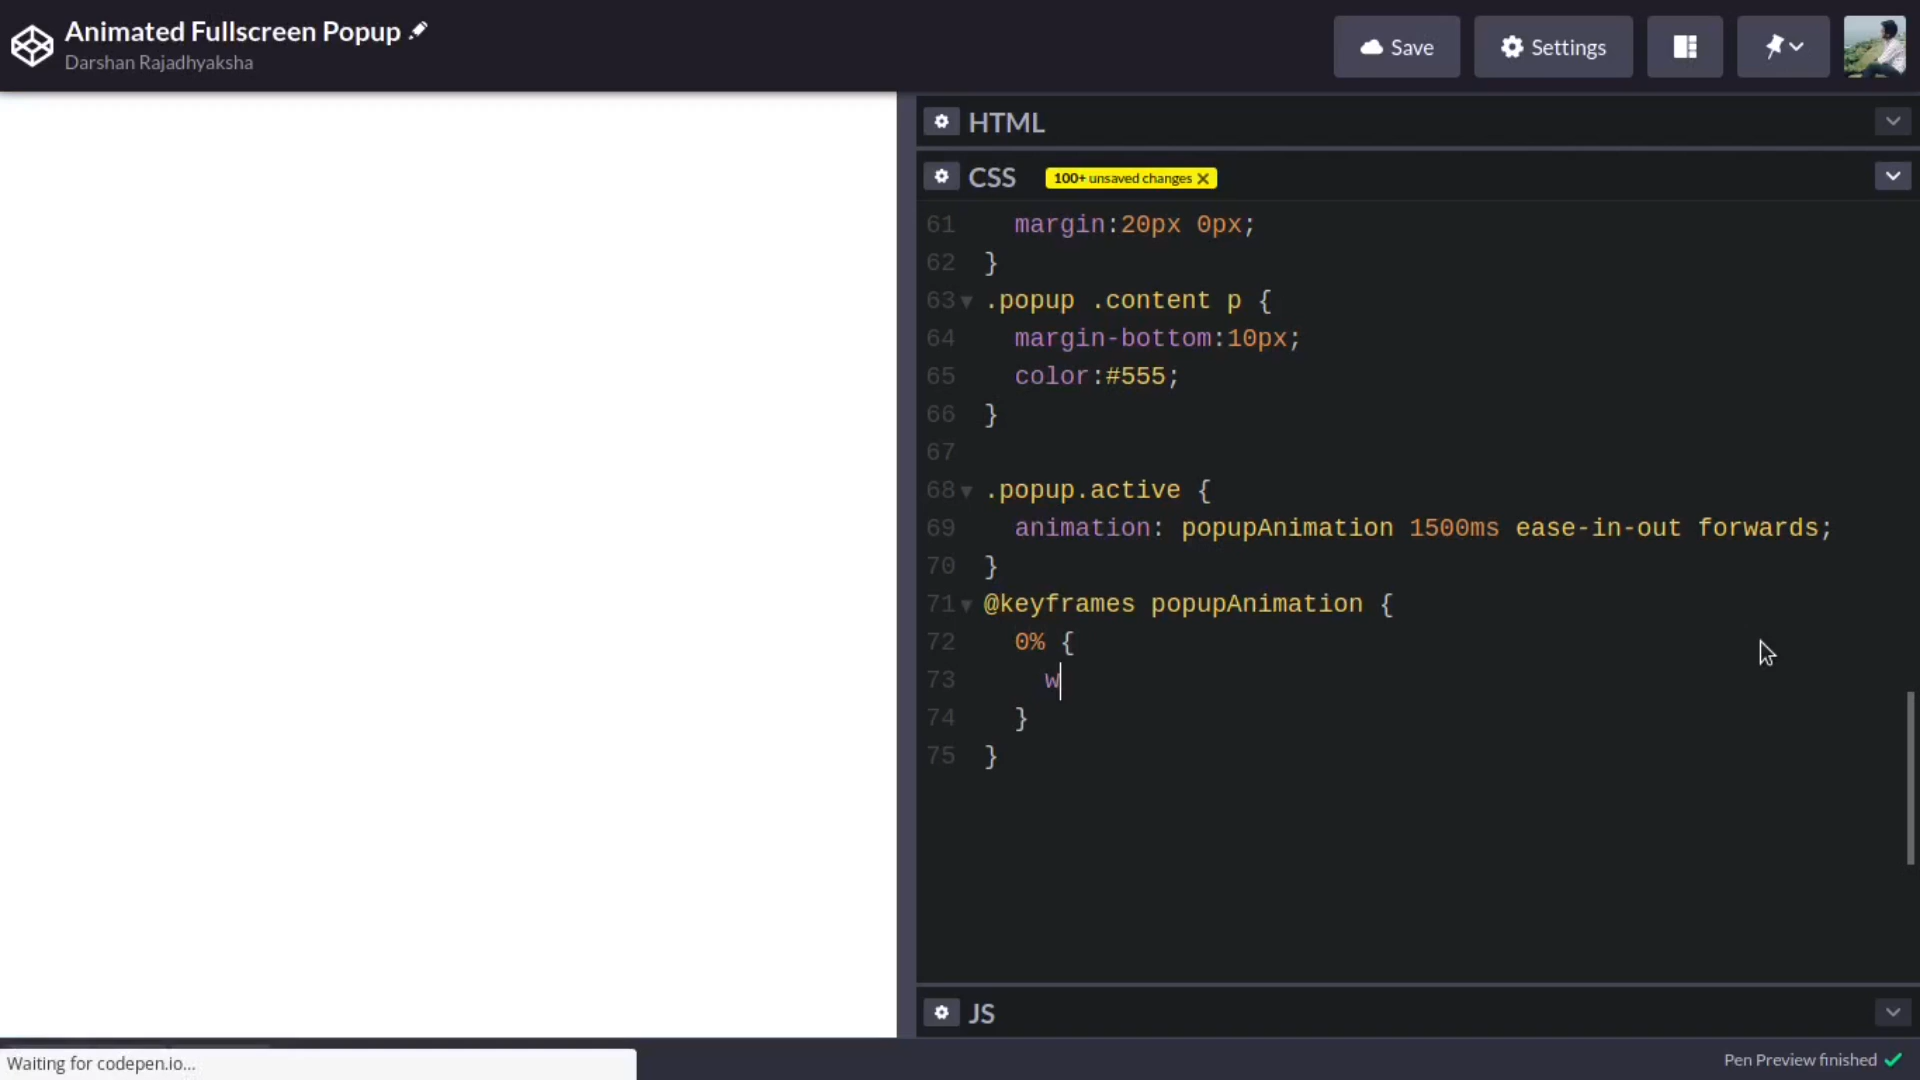 Animated Fullscreen Popup
Darshan Rajadhyaksha
Save
Settings
HTML
CSS
100+ unsaved changes
61 margin:20px 0px;
62 }
63 .popup .content p {
64 margin-bottom:10px;
65 color:#555;
66 }
67
68 .popup.active {
69 animation: popupAnimation 1500ms ease-in-out forwards;
70 }
71 @keyframes popupAnimation {
72 0% {
73 w
74 }
75 }
JS
Waiting for codepen.io...
Pen Preview finished